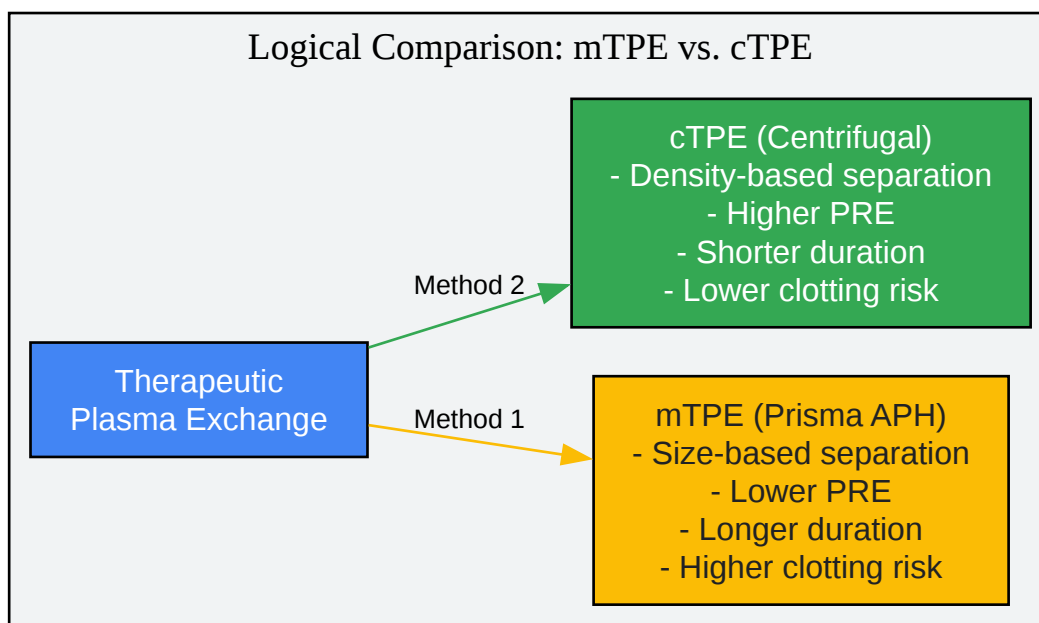 Logical Comparison: mTPE vs. cTPE
cTPE (Centrifugal)
- Density-based separation
- Higher PRE
- Shorter duration
- Lower clotting risk
Method 2
Therapeutic
Plasma Exchange
Method 1
mTPE (Prisma APH)
- Size-based separation
- Lower PRE
- Longer duration
- Higher clotting risk